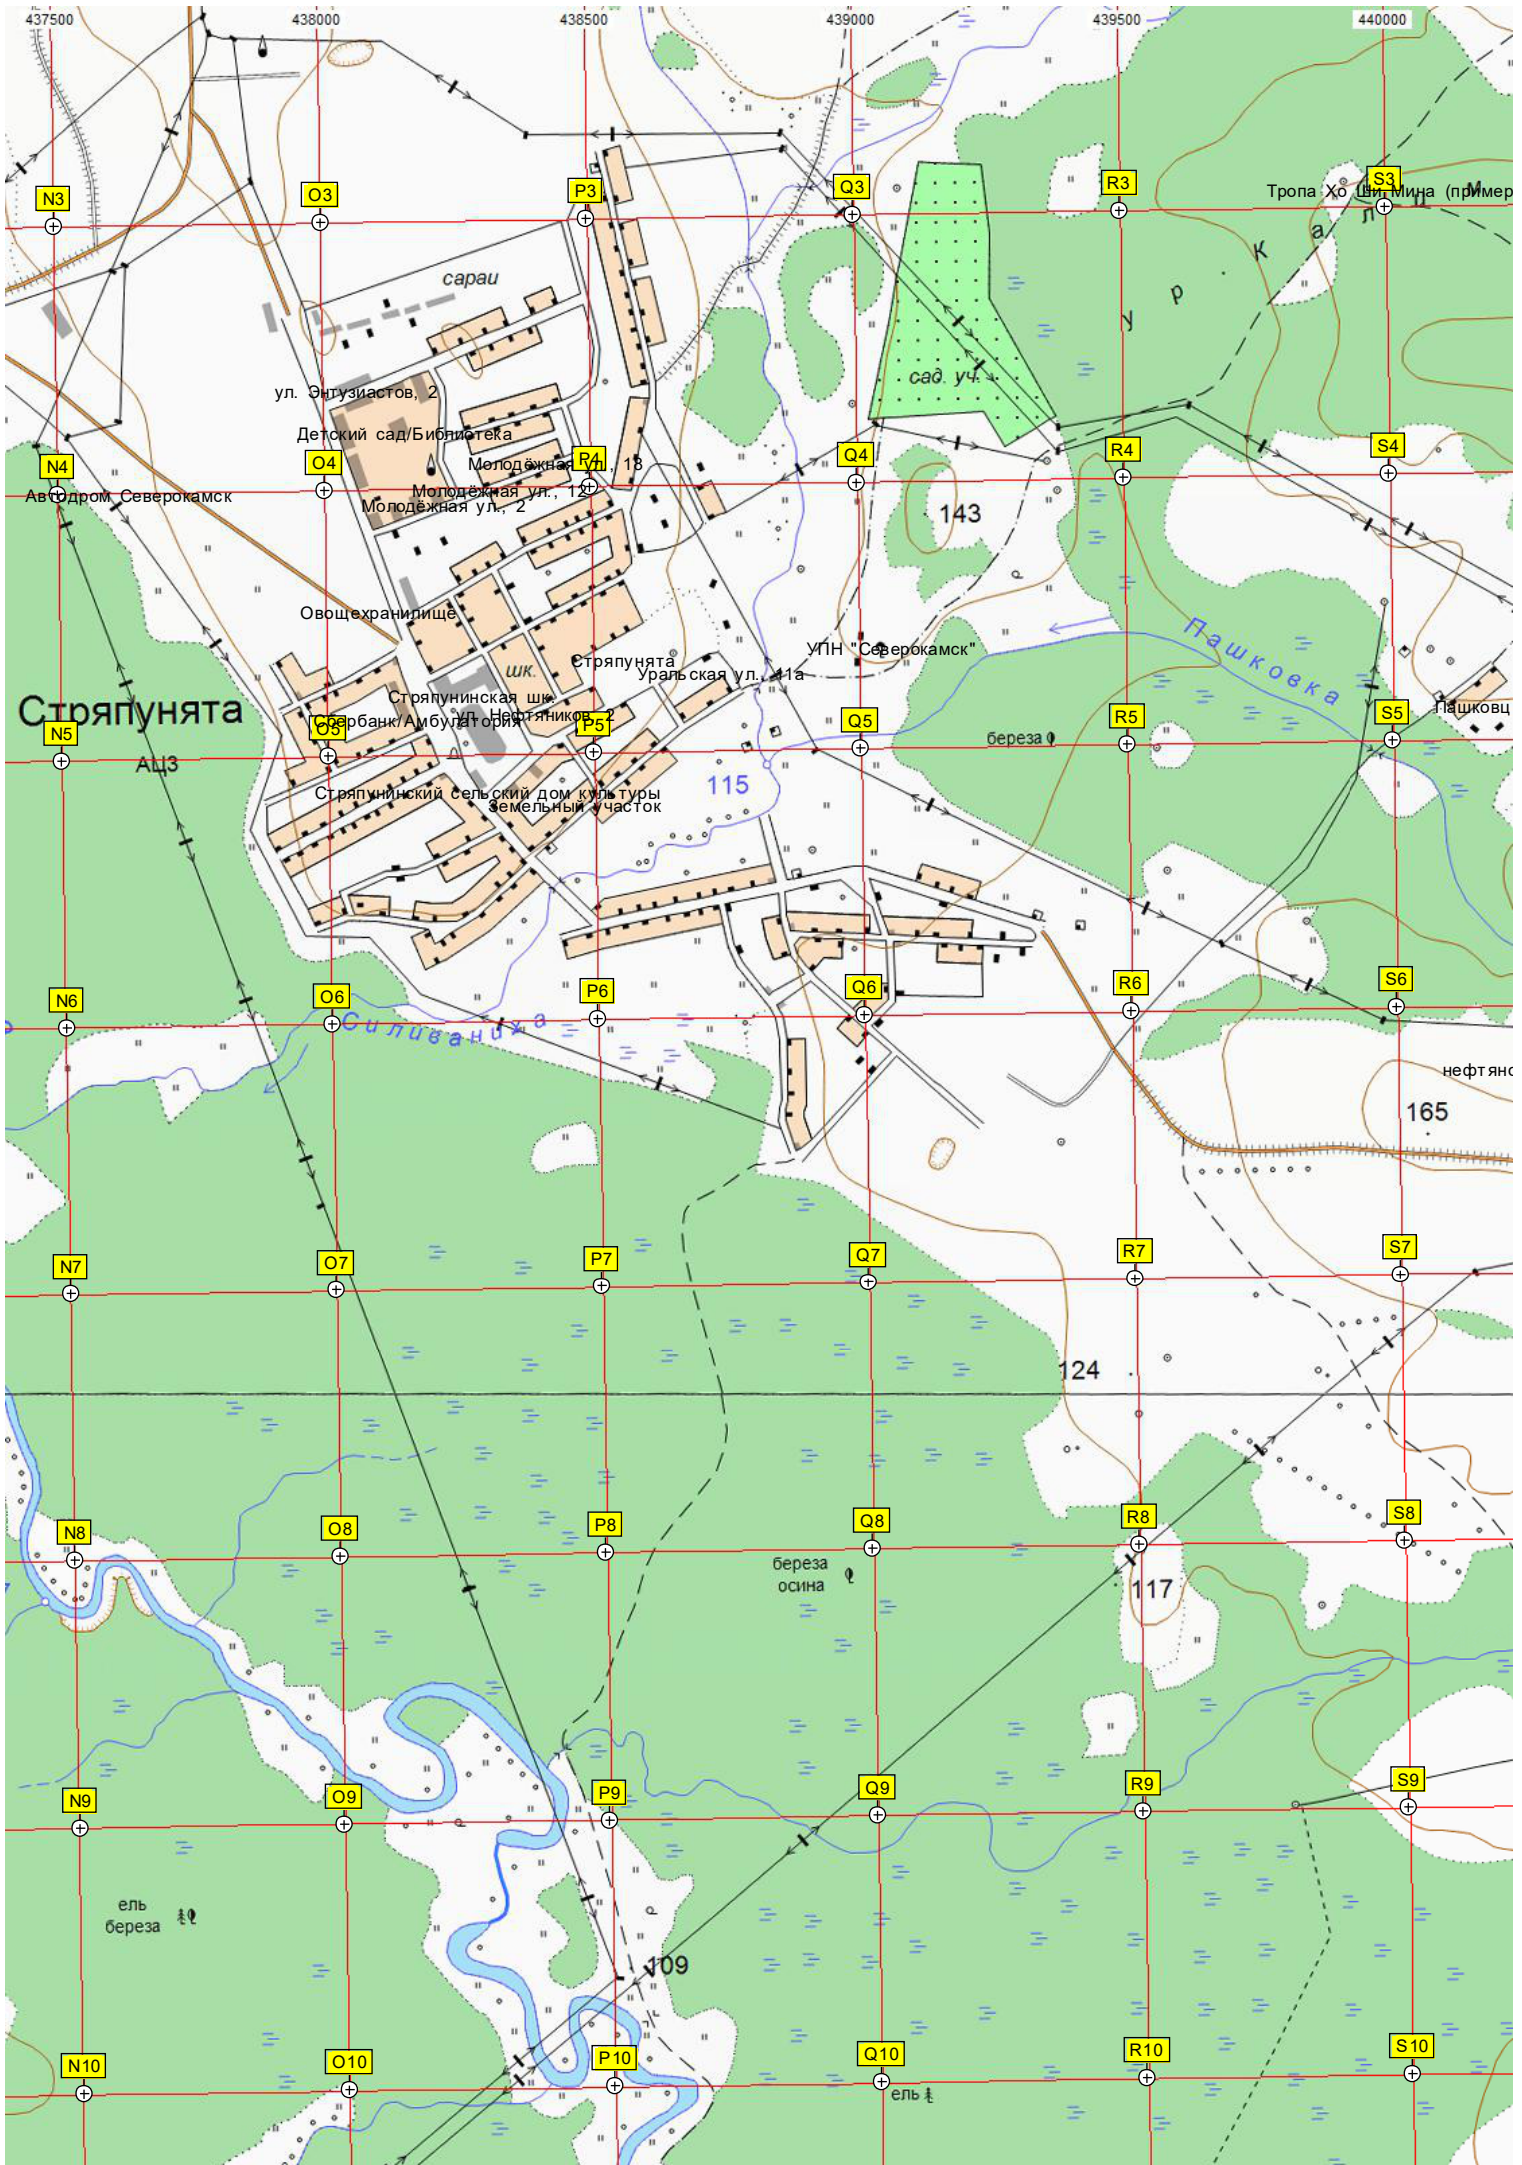 437500 438000 438500 439000 439500 440000
N3 O3 P3 Q3 R3 S3
Тропа Хо Ши Мина (пример
ур. Кали
сараи
сад. уч.
ул. Энтузиастов, 2
Детский сад/Библиотека
Молодёжная ул., 18
N4 O4 P4 Q4 R4 S4
Автодром Северокамск
Молодёжная ул., 12
Молодёжная ул., 2
143
Овощехранилище
Пашковка
УПН "Северокамск"
Стряпунята
шк.
Уральская ул., 11а
Стряпунинская шк.
Стряпунята
ул. Нефтяников, 2
Сбербанк/Амбулатория
Пашковц
N5 O5 P5 Q5 R5 S5
береза
АЦЗ
115
Стряпунинский сельский дом культуры
Земельный участок
N6 O6 P6 Q6 R6 S6
Силиваниха
нефтяно
165
N7 O7 P7 Q7 R7 S7
124
N8 O8 P8 Q8 R8 S8
береза
осина
117
N9 O9 P9 Q9 R9 S9
ель
береза
109
N10 O10 P10 Q10 R10 S10
ель